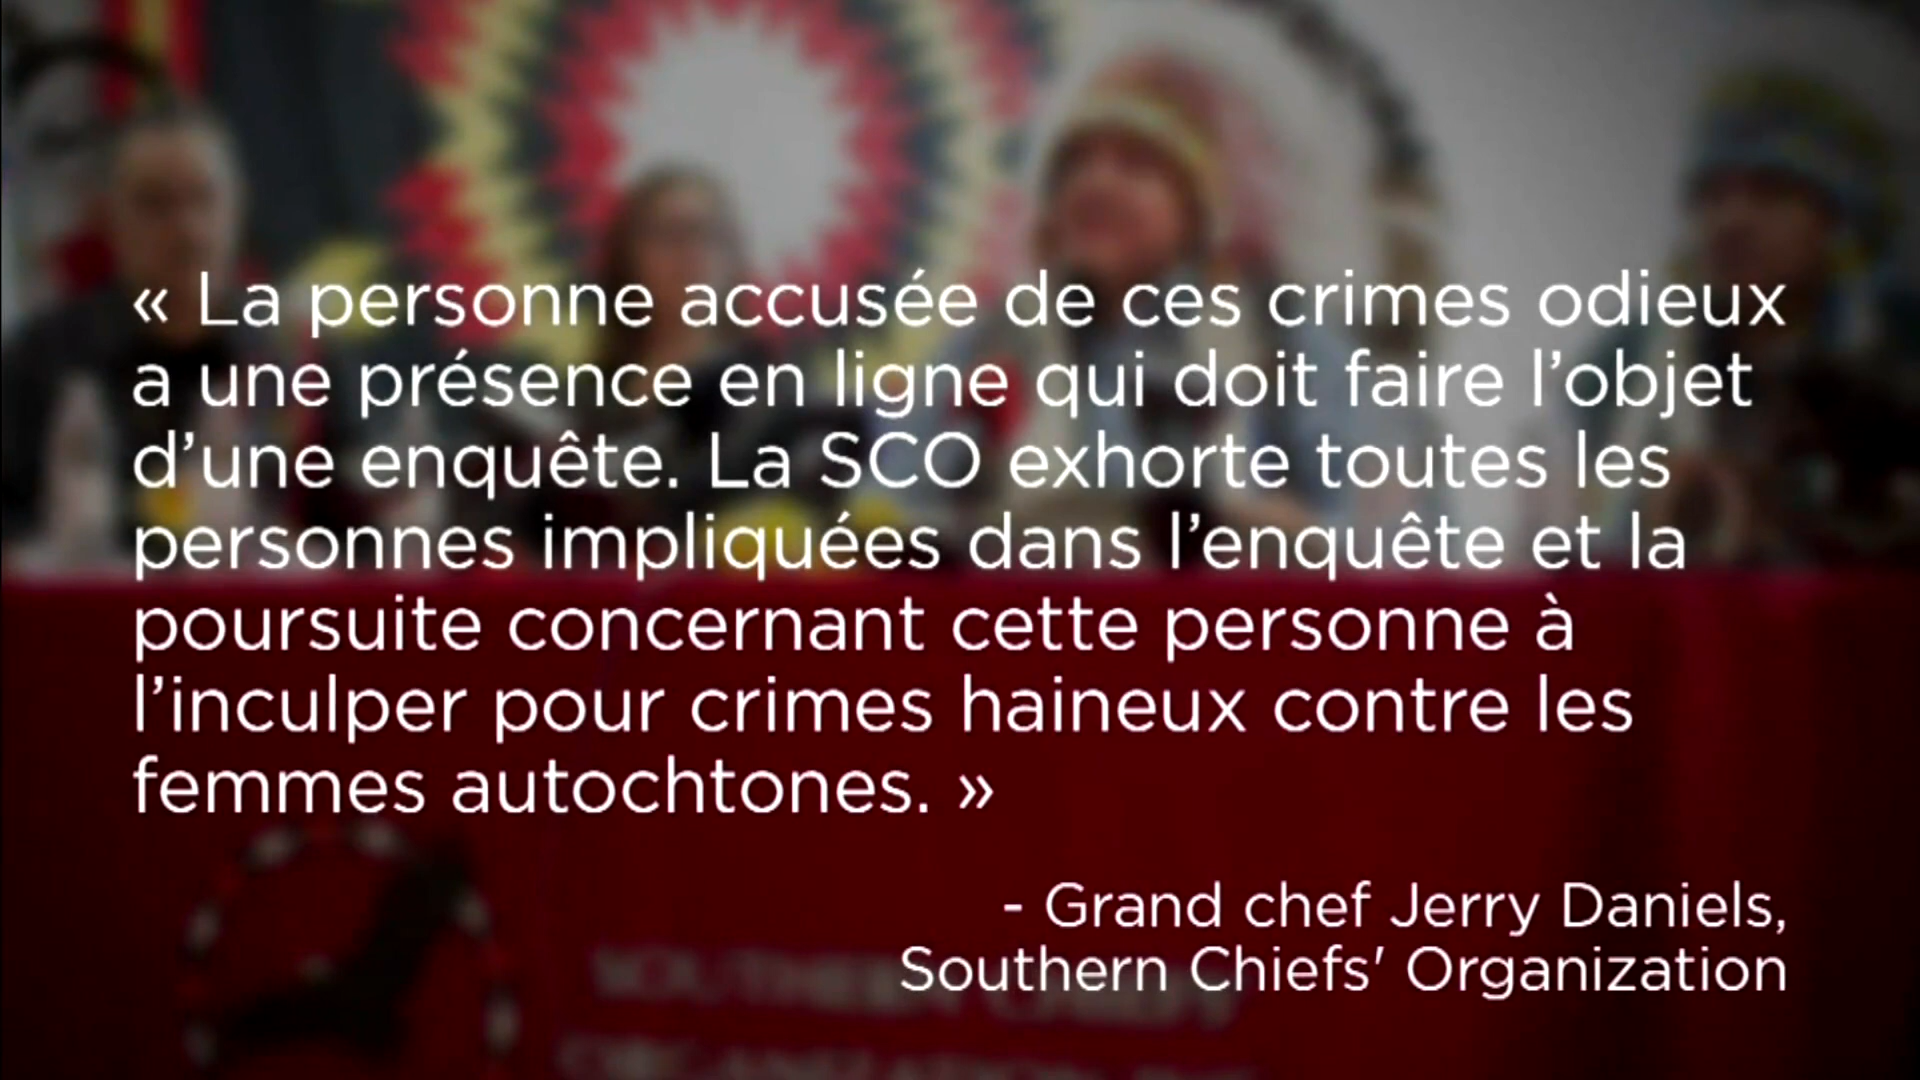 « La personne accusée de ces crimes odieux
a une présence en ligne qui doit faire l’objet
d’une enquête. La SCO exhorte toutes les
personnes impliquées dans l’enquête et la
poursuite concernant cette personne à
l’inculper pour crimes haineux contre les
femmes autochtones. »
- Grand chef Jerry Daniels,
Southern Chiefs' Organization